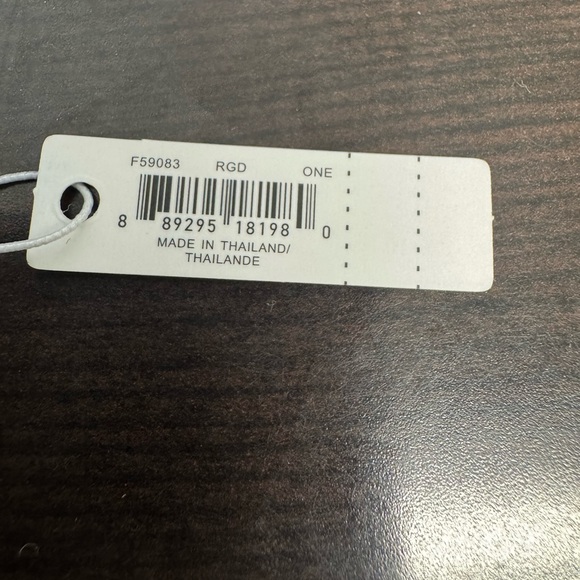 F59083 RGD ONE
8 89295 18198 0
MADE IN THAILAND/
THAILANDE